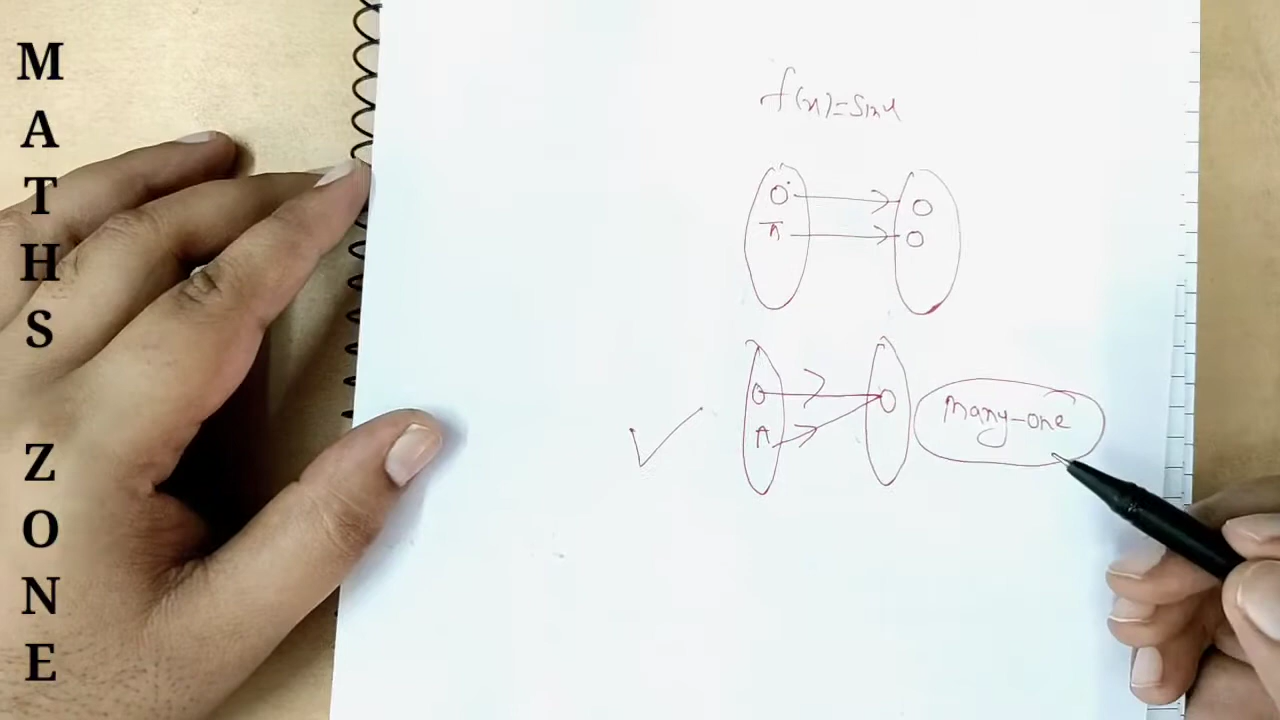 MATHS
ZONE
f(x)=Sinx
0 0
π 0
0 0
π
many-one